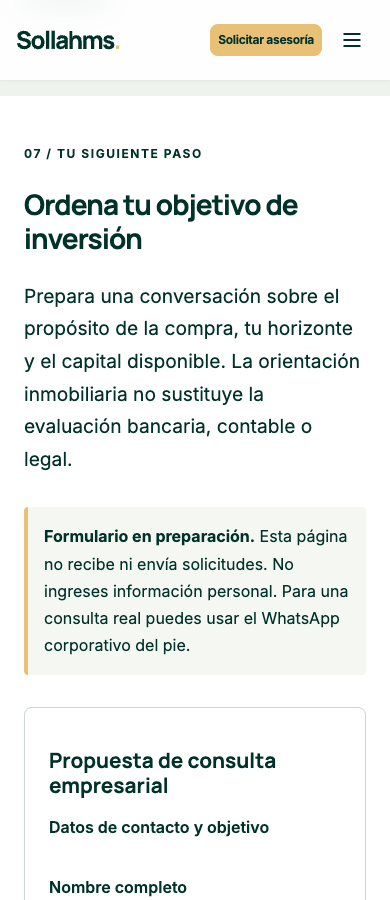 Sollahms.
Solicitar asesoría
07 / TU SIGUIENTE PASO
Ordena tu objetivo de
inversión
Prepara una conversación sobre el
propósito de la compra, tu horizonte
y el capital disponible. La orientación
inmobiliaria no sustituye la
evaluación bancaria, contable o
legal.
Formulario en preparación. Esta página
no recibe ni envía solicitudes. No
ingreses información personal. Para una
consulta real puedes usar el WhatsApp
corporativo del pie.
Propuesta de consulta
empresarial
Datos de contacto y objetivo
Nombre completo